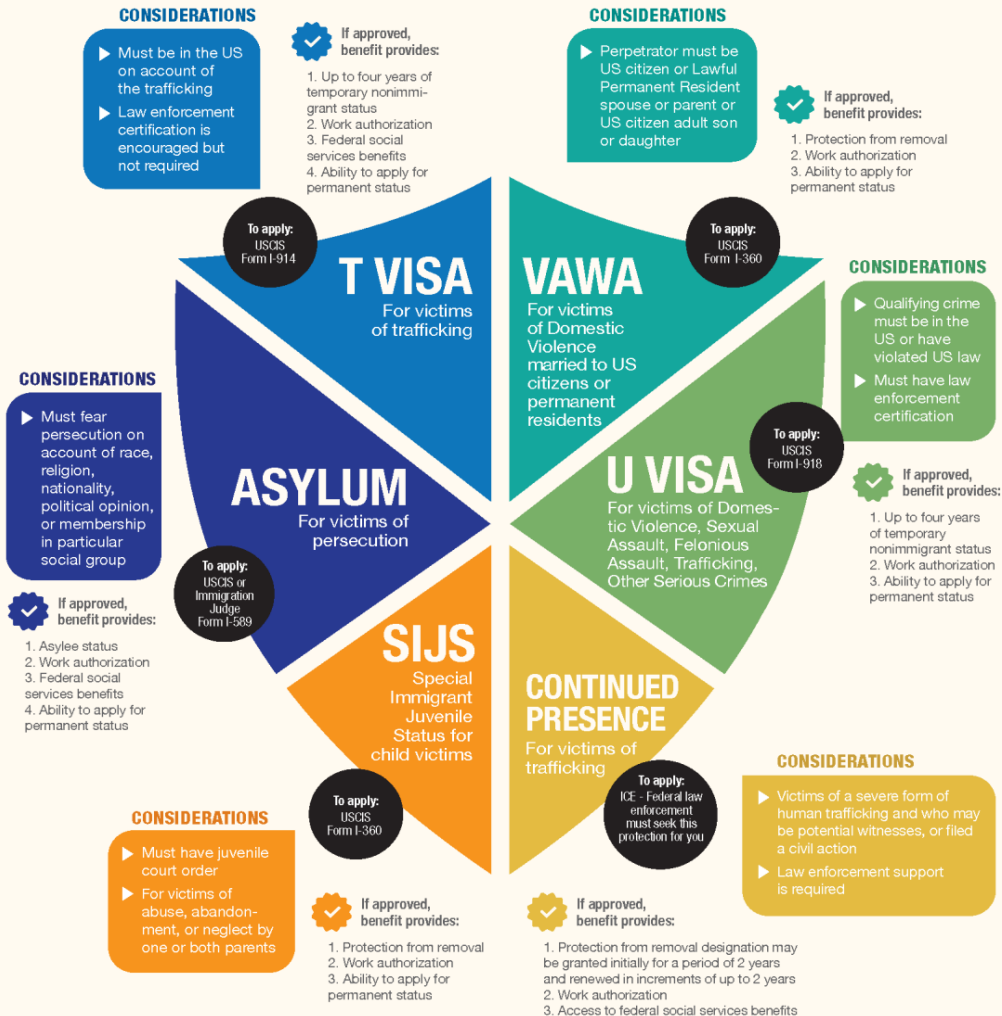 CONSIDERATIONS
Must be in the US
on account of
the trafficking
Law enforcement
certification is
encouraged but
not required
If approved,
benefit provides:
1. Up to four years of
temporary nonimmi-
grant status
2. Work authorization
3. Federal social
services benefits
4. Ability to apply for
permanent status
To apply:
USCIS
Form I-914
T VISA
For victims
of trafficking
CONSIDERATIONS
Perpetrator must be
US citizen or Lawful
Permanent Resident
spouse or parent or
US citizen adult son
or daughter
If approved,
benefit provides:
1. Protection from removal
2. Work authorization
3. Ability to apply for
permanent status
To apply:
USCIS
Form I-360
VAWA
For victims
of Domestic
Violence
married to US
citizens or
permanent
residents
CONSIDERATIONS
Qualifying crime
must be in the
US or have
violated US law
Must have law
enforcement
certification
To apply:
USCIS
Form I-918
If approved,
benefit provides:
1. Up to four years
of temporary
nonimmigrant status
2. Work authorization
3. Ability to apply for
permanent status
U VISA
For victims of Domes-
tic Violence, Sexual
Assault, Felonious
Assault, Trafficking,
Other Serious Crimes
CONSIDERATIONS
Must fear
persecution on
account of race,
religion,
nationality,
political opinion,
or membership
in particular
social group
ASYLUM
For victims of
persecution
To apply:
USCIS or
Immigration
Judge
Form I-589
If approved,
benefit provides:
1. Asylee status
2. Work authorization
3. Federal social
services benefits
4. Ability to apply for
permanent status
SIJS
Special
Immigrant
Juvenile
Status for
child victims
To apply:
USCIS
Form I-360
CONSIDERATIONS
Must have juvenile
court order
For victims of
abuse, abandon-
ment, or neglect by
one or both parents
If approved,
benefit provides:
1. Protection from removal
2. Work authorization
3. Ability to apply for
permanent status
CONTINUED
PRESENCE
For victims of
trafficking
To apply:
ICE - Federal law
enforcement
must seek this
protection for you
CONSIDERATIONS
Victims of a severe form of
human trafficking and who may
be potential witnesses, or filed
a civil action
Law enforcement support
is required
If approved,
benefit provides:
1. Protection from removal designation may
be granted initially for a period of 2 years
and renewed in increments of up to 2 years
2. Work authorization
3. Access to federal social services benefits